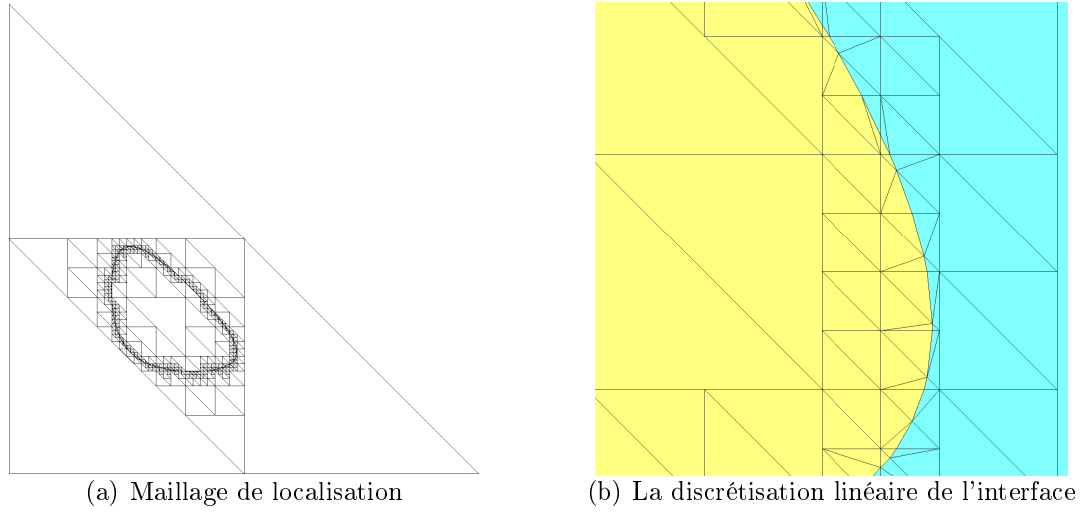 (a) Maillage de localisation
(b) La discrétisation linéaire de l'interface